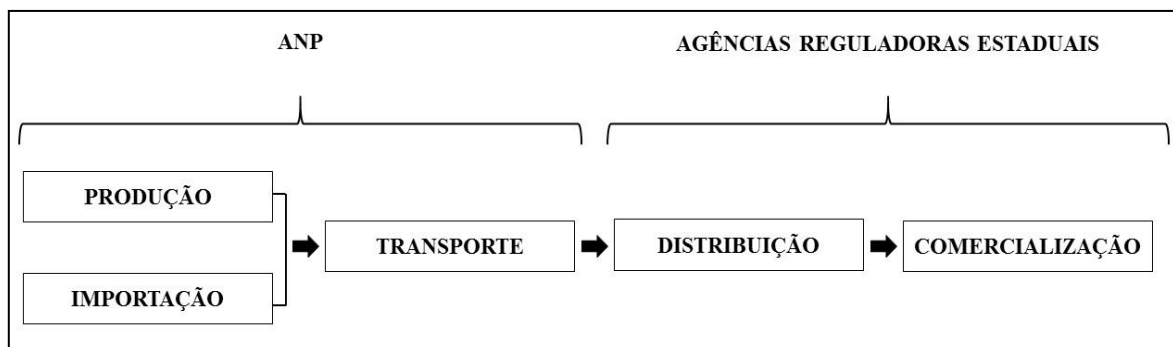 ANP
AGÊNCIAS REGULADORAS ESTADUAIS
PRODUÇÃO
IMPORTAÇÃO
TRANSPORTE
DISTRIBUIÇÃO
COMERCIALIZAÇÃO